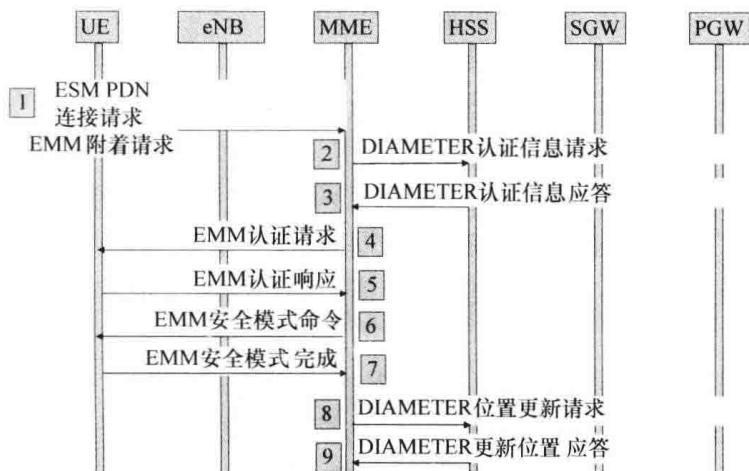 UE eNB MME HSS SGW PGW
1 ESM PDN
连接请求
EMM 附着请求
2 DIAMETER认证信息请求
3 DIAMETER认证信息 应答
EMM认证请求 4
EMM认证响应 5
EMM安全模式命令 6
EMM安全模式 完成 7
8 DIAMETER位置更新请求
9 DIAMETER更新位置 应答